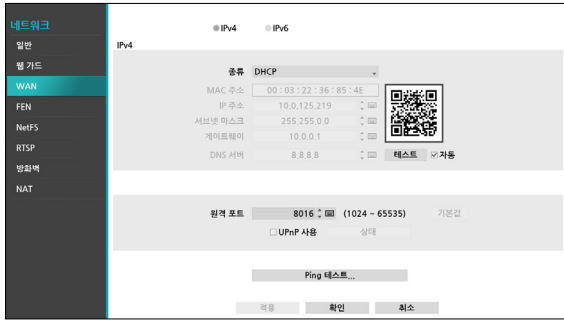 네트워크
일반
웹 가드
WAN
FEN
NetFS
RTSP
방화벽
NAT
IPv4 IPv6
IPv4
종류 DHCP
MAC 주소 00 : 03 : 22 : 36 : 85 : 4E
IP 주소 10.0.125.219
서브넷 마스크 255.255.0.0
게이트웨이 10.0.0.1
DNS 서버 8.8.8.8 테스트 자동
원격 포트 8016 (1024 ~ 65535) 기본값
UPnP 사용 상태
Ping 테스트...
적용 확인 취소